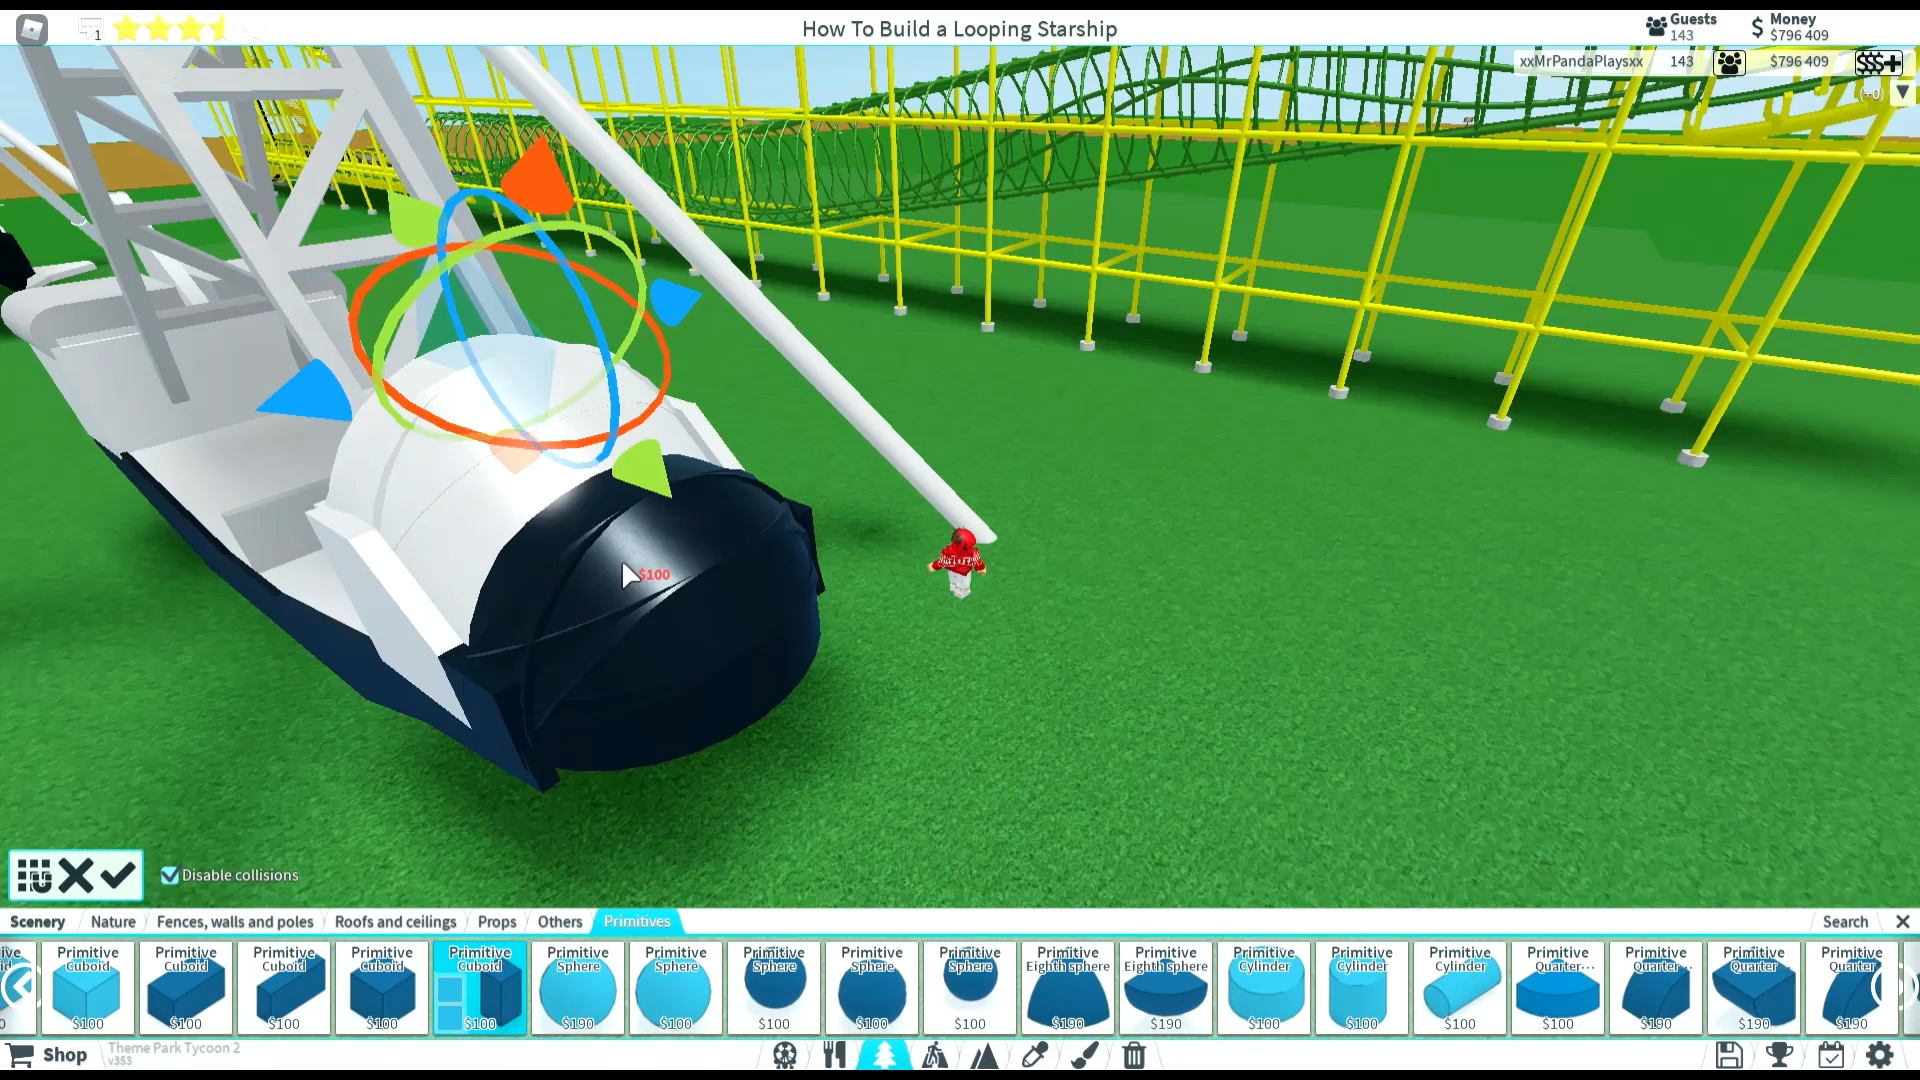 1
How To Build a Looping Starship
Guests
143
$ Money
$796 409
xxMrPandaPlaysxx 143 $796 409 $$$+
(+0)
$100
Disable collisions
Scenery Nature Fences, walls and poles Roofs and ceilings Props Others Primitives Search
Primitive Cuboid $100
Primitive Cuboid $100
Primitive Cuboid $100
Primitive Cuboid $100
Primitive Cuboid $100
Primitive Sphere $190
Primitive Sphere $100
Primitive Sphere $100
Primitive Sphere $100
Primitive Sphere $100
Primitive Eighth sphere $190
Primitive Eighth sphere $190
Primitive Cylinder $100
Primitive Cylinder $100
Primitive Cylinder $100
Primitive Quarter... $100
Primitive Quarter... $190
Primitive Quarter... $190
Primitive Quarter $190
Shop
Theme Park Tycoon 2
v353